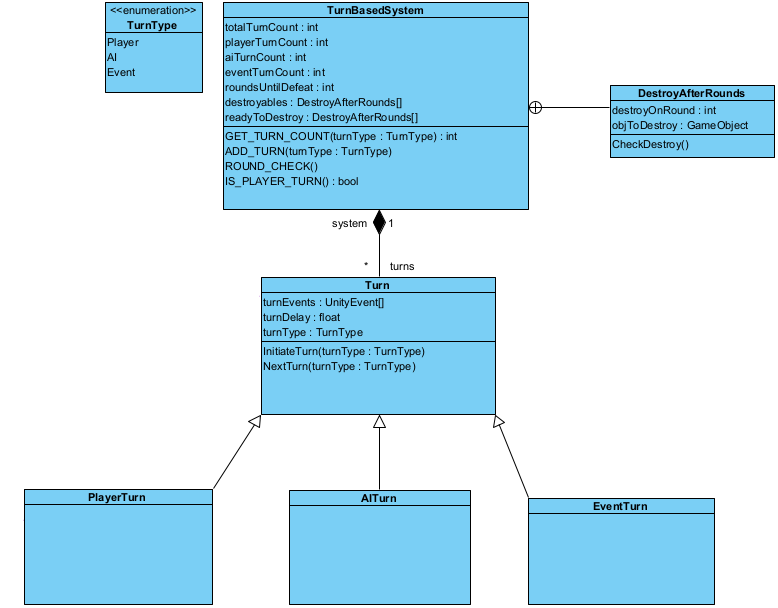 <<enumeration>>
TurnType
Player
AI
Event
TurnBasedSystem
totalTurnCount : int
playerTurnCount : int
aiTurnCount : int
eventTurnCount : int
roundsUntilDefeat : int
destroyables : DestroyAfterRounds[]
readyToDestroy : DestroyAfterRounds[]
GET_TURN_COUNT(turnType : TurnType) : int
ADD_TURN(turnType : TurnType)
ROUND_CHECK()
IS_PLAYER_TURN() : bool
DestroyAfterRounds
destroyOnRound : int
objToDestroy : GameObject
CheckDestroy()
system 1
* turns
Turn
turnEvents : UnityEvent[]
turnDelay : float
turnType : TurnType
InitiateTurn(turnType : TurnType)
NextTurn(turnType : TurnType)
PlayerTurn
AITurn
EventTurn